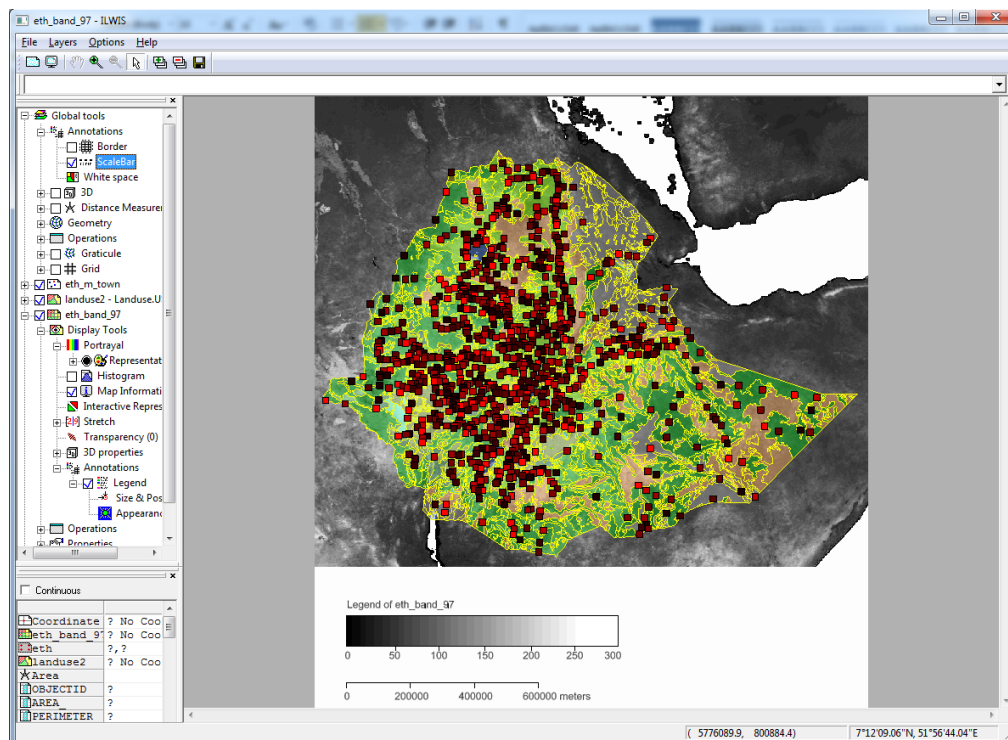 eth_band_97 - ILWIS
File Layers Options Help
Global tools
Annotations
Border
ScaleBar
White space
3D
Distance Measurer
Geometry
Operations
Graticule
Grid
eth_m_town
landuse2 - Landuse.U
eth_band_97
Display Tools
Portrayal
Representat
Histogram
Map Informati
Interactive Repres
Stretch
Transparency (0)
3D properties
Annotations
Legend
Size & Pos
Appearanc
Operations
Properties
Continuous
Coordinate ? No Coo
eth_band_97 ? No Coo
eth ?,?
landuse2 ? No Coo
Area
OBJECTID ?
AREA_ ?
PERIMETER ?
Legend of eth_band_97
0 50 100 150 200 250 300
0 200000 400000 600000 meters
( 5776089.9, 800884.4) 7°12'09.06"N, 51°56'44.04"E